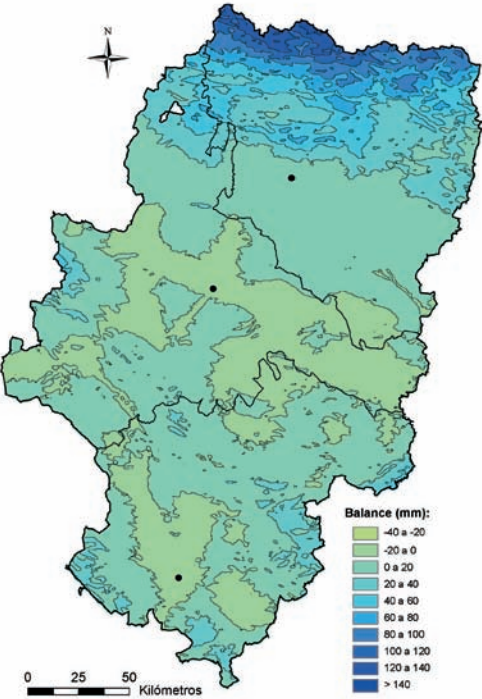 N
Balance (mm):
-40 a -20
-20 a 0
0 a 20
20 a 40
40 a 60
60 a 80
80 a 100
100 a 120
120 a 140
> 140
0 25 50
Kilómetros